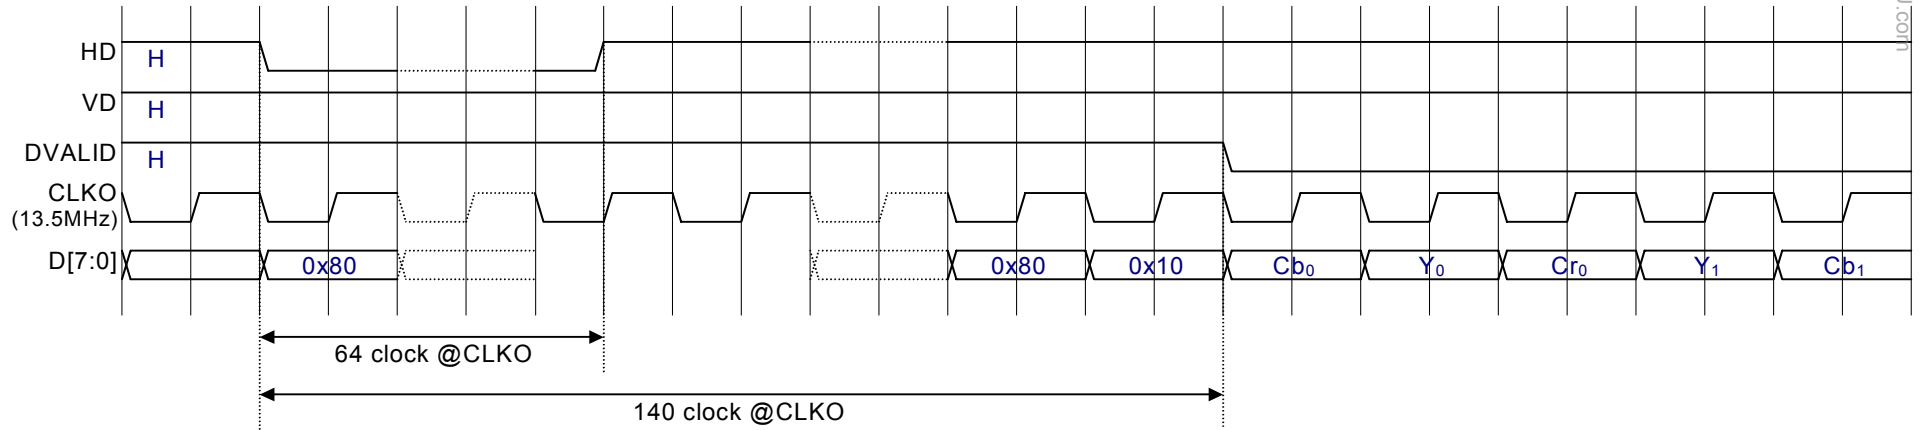 HD H
VD H
DVALID H
CLKO
(13.5MHz)
D[7:0] 0x80 0x80 0x10 Cb₀ Y₀ Cr₀ Y₁ Cb₁
64 clock @CLKO
140 clock @CLKO